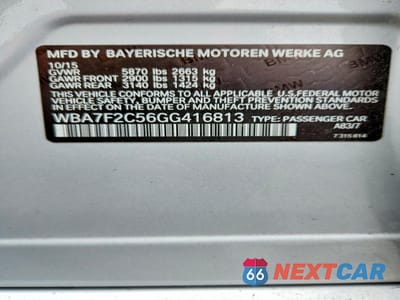 MFD BY BAYERISCHE MOTOREN WERKE AG
10/15
GVWR 5870 lbs 2663 kg
GAWR FRONT 2900 lbs 1315 kg
GAWR REAR 3140 lbs 1424 kg
THIS VEHICLE CONFORMS TO ALL APPLICABLE
U.S. FEDERAL MOTOR
VEHICLE SAFETY, BUMPER, AND THEFT PREVENTION
STANDARDS IN EFFECT ON THE DATE OF MANUFACTURE
SHOWN ABOVE.
WBA7F2C56GG416813
TYPE: PASSENGER CAR
A83/7
7 315 414
66 NEXTCAR